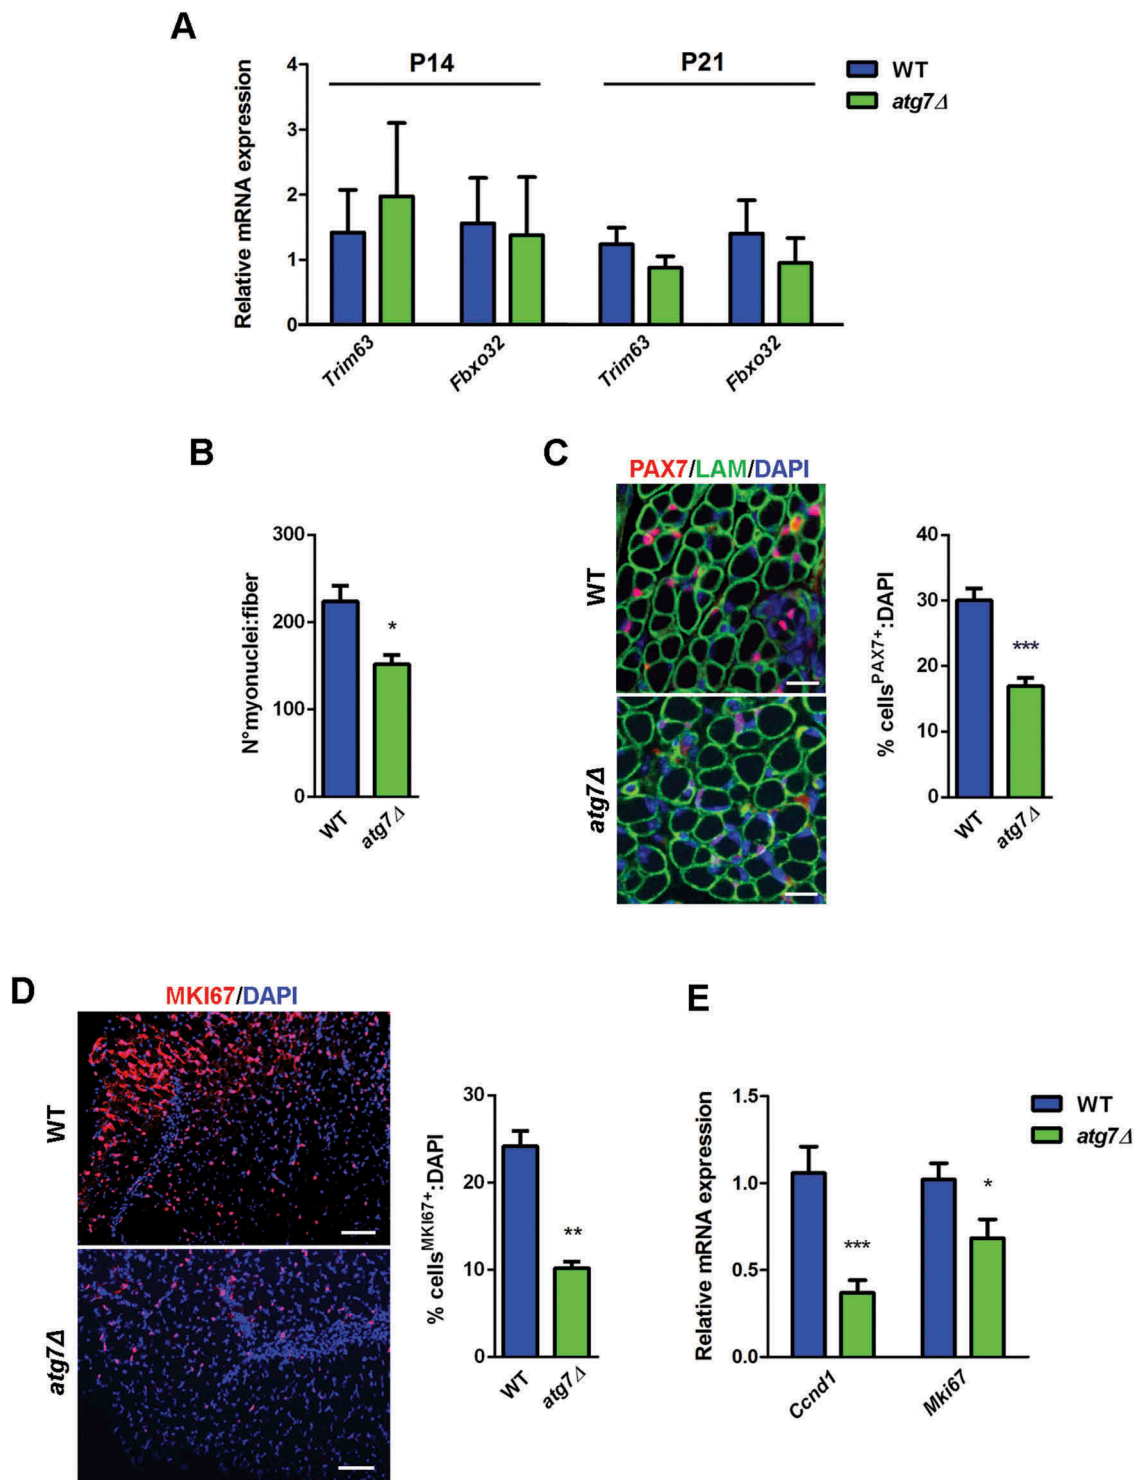 A
P14
P21
WT
atg7Δ
Relative mRNA expression
4
3
2
1
0
Trim63
Fbxo32
Trim63
Fbxo32
B
N°myonuclei:fiber
300
200
100
0
WT
atg7Δ
C
PAX7/LAM/DAPI
WT
atg7Δ
% cellsPAX7+:DAPI
40
30
20
10
0
WT
atg7Δ
D
MKI67/DAPI
WT
atg7Δ
% cellsMKI67+:DAPI
30
20
10
0
**
WT
atg7Δ
E
WT
atg7Δ
Relative mRNA expression
1.5
1.0
0.5
0.0
***
*
Ccnd1
Mki67